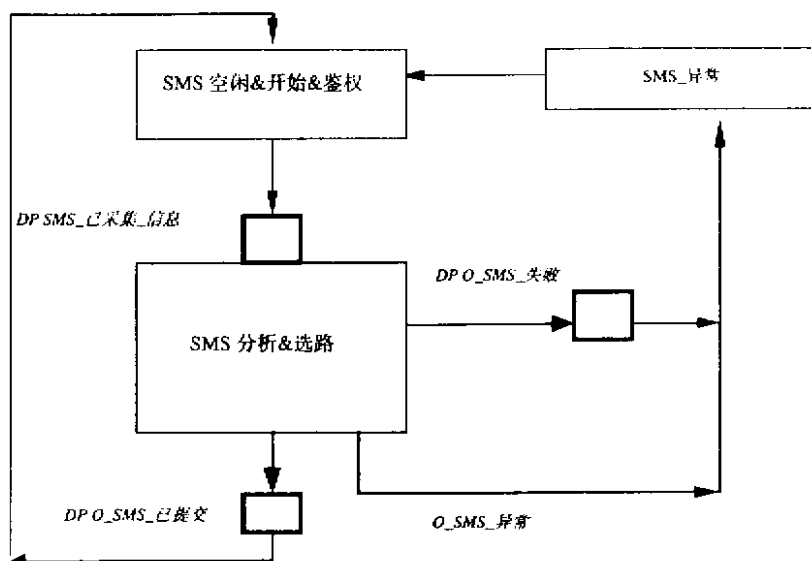 SMS 空闲&开始&鉴权
SMS_异常
DP SMS_已采集_信息
DP O_SMS_失败
SMS 分析&选路
DP O_SMS_已提交
O_SMS_异常